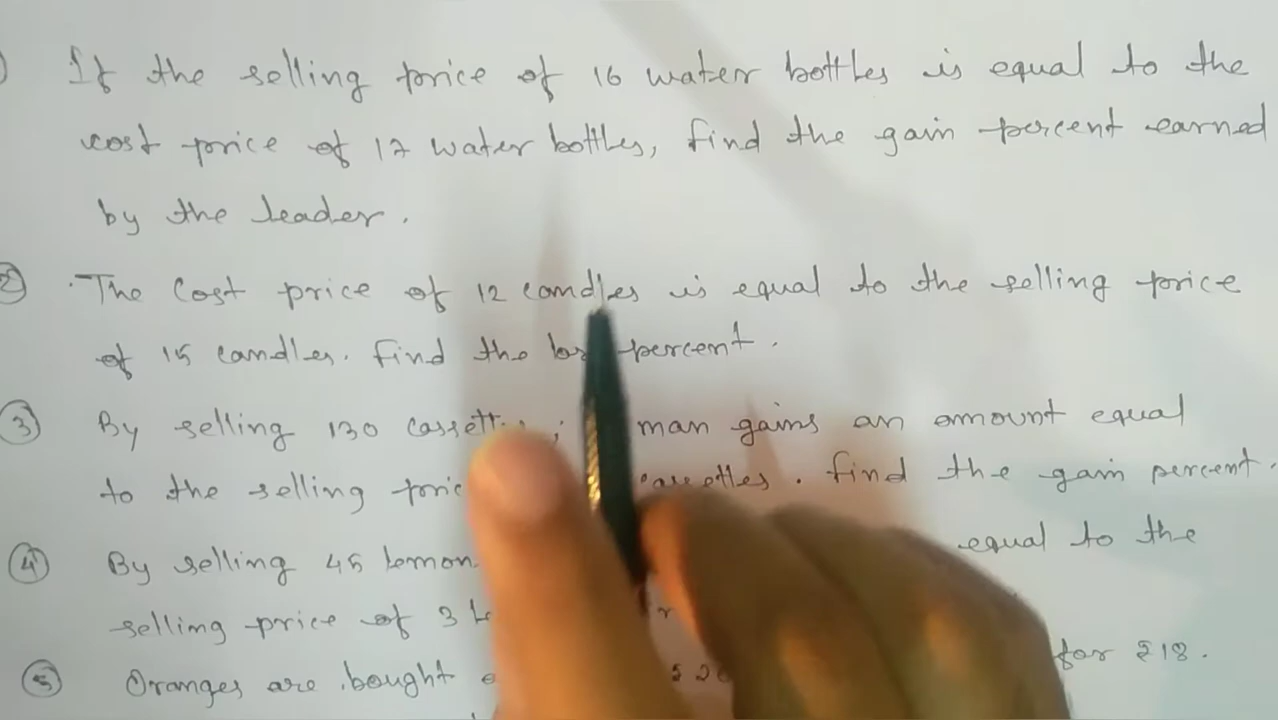 ) If the selling price of 16 water bottles is equal to the
cost price of 17 water bottles, find the gain percent earned
by the leader.
② The Cost price of 12 candles is equal to the selling price
of 15 candles. Find the percent.
③ By selling 130 man gains an amount equal
to the selling cassettes. find the gain percent.
④ By selling 45 lemon equal to the
selling price of 3
⑤ Oranges are bought for ₹18.